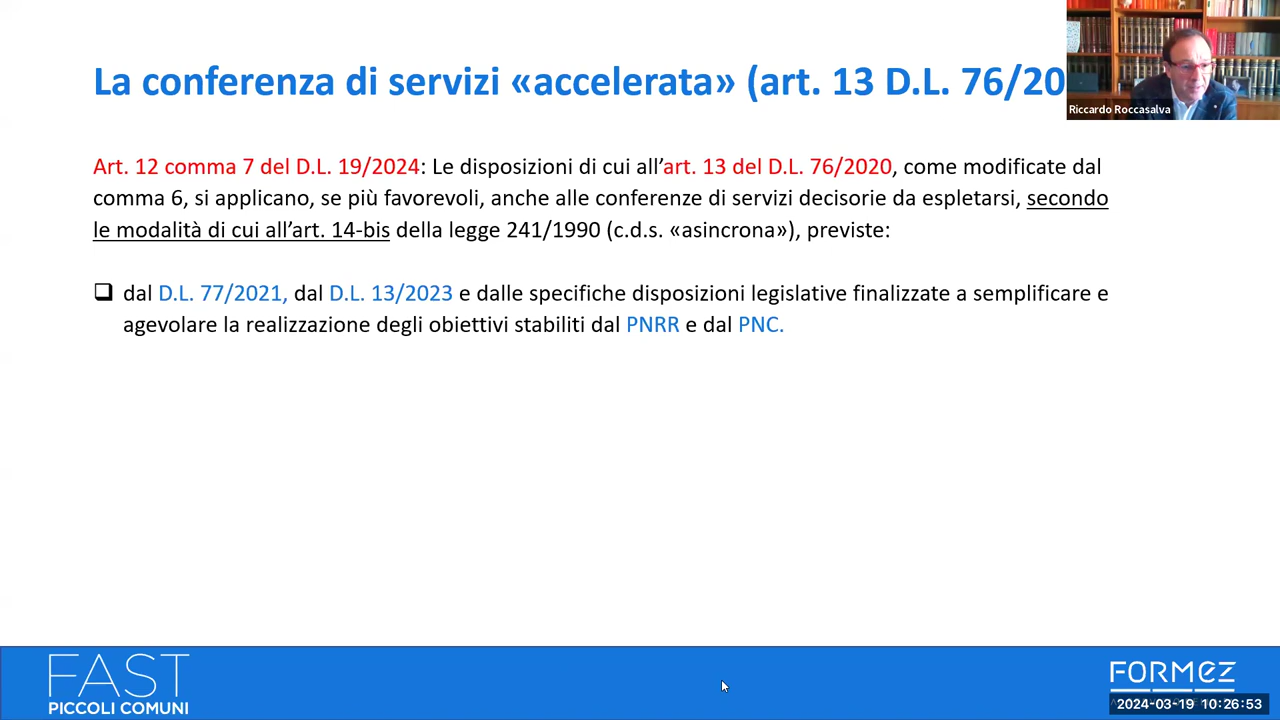 La conferenza di servizi «accelerata» (art. 13 D.L. 76/20
Riccardo Roccasalva
Art. 12 comma 7 del D.L. 19/2024: Le disposizioni di cui all’art. 13 del D.L. 76/2020, come modificate dal
comma 6, si applicano, se più favorevoli, anche alle conferenze di servizi decisorie da espletarsi, secondo
le modalità di cui all’art. 14-bis della legge 241/1990 (c.d.s. «asincrona»), previste:
❑ dal D.L. 77/2021, dal D.L. 13/2023 e dalle specifiche disposizioni legislative finalizzate a semplificare e
agevolare la realizzazione degli obiettivi stabiliti dal PNRR e dal PNC.
FAST
PICCOLI COMUNI
FORMEZ
2024-03-19 10:26:53